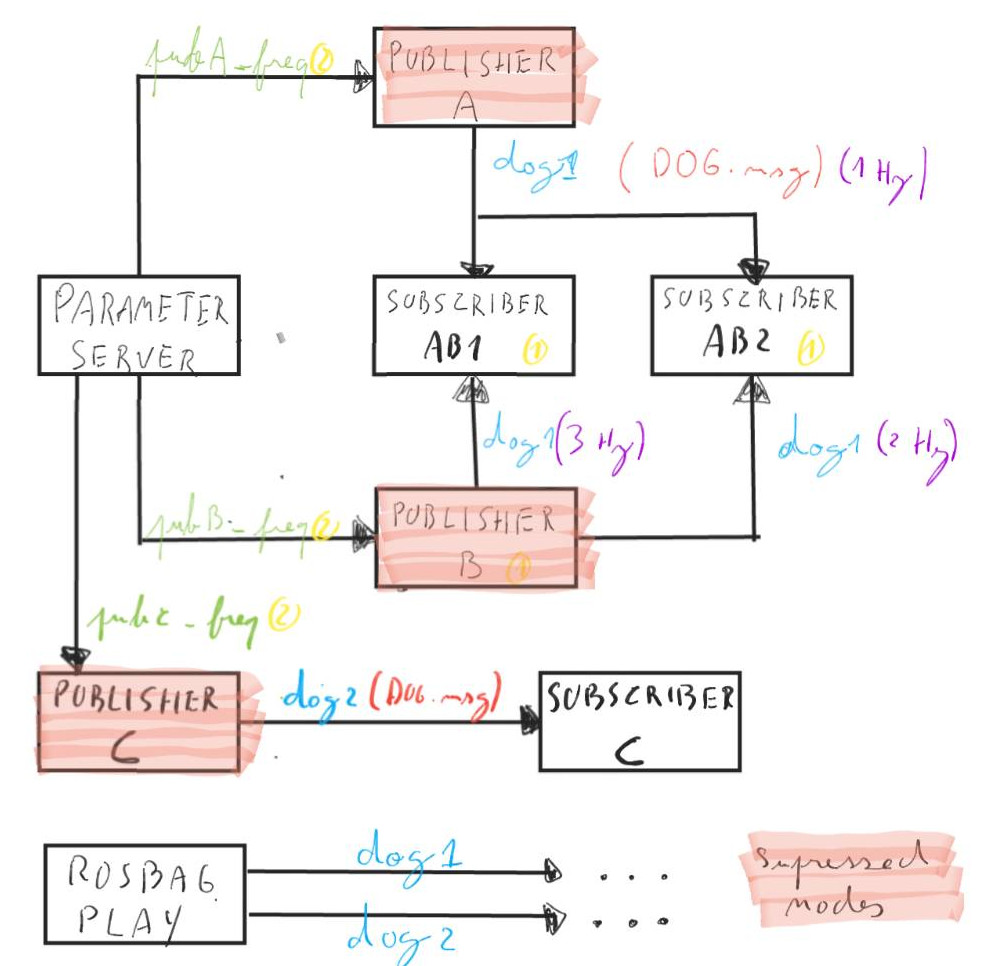 pubA_freq 2
PUBLISHER
A
dog1 (DOG.msg) (1 Hz)
PARAMETER
SERVER
SUBSCRIBER
AB1 1
SUBSCRIBER
AB2 1
dog1 (3 Hz)
dog1 (2 Hz)
pubB_freq 2
PUBLISHER
B 1
pubC_freq 2
PUBLISHER
C
dog2 (DOG.msg)
SUBSCRIBER
C
ROSBAG
PLAY
dog1
...
dog2
...
Supressed
nodes